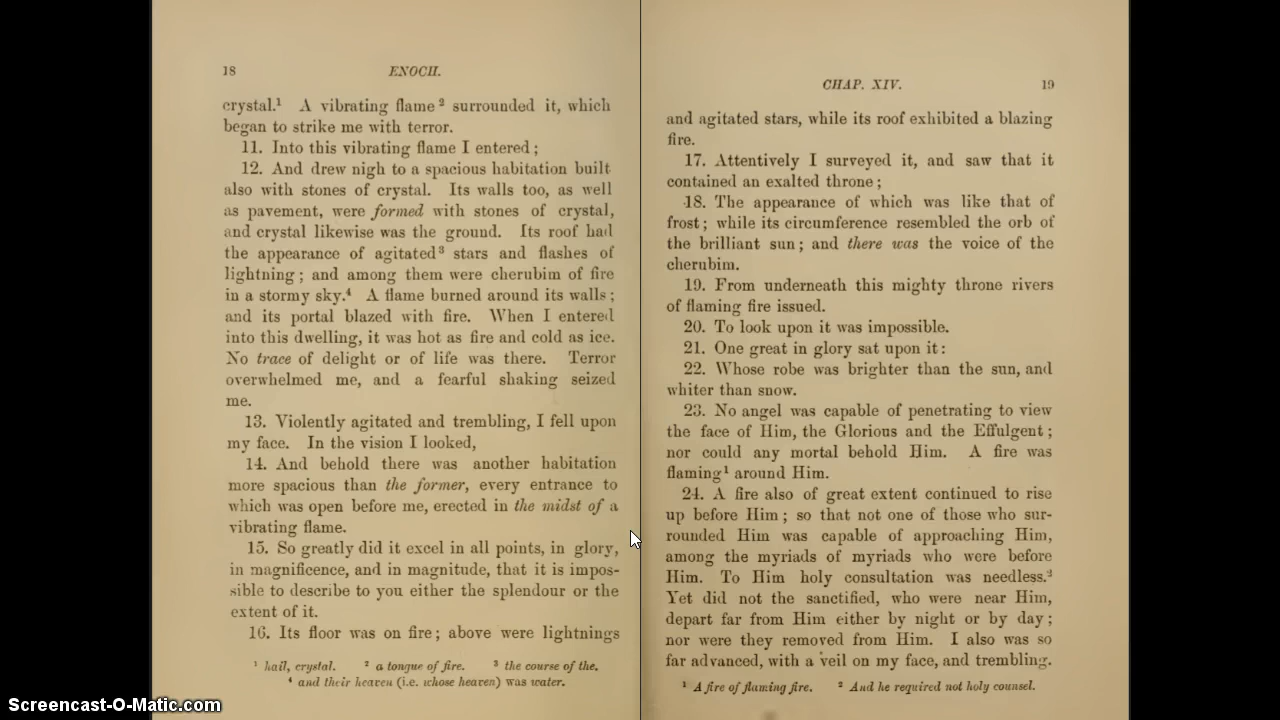 18 ENOCH.
crystal.¹ A vibrating flame ² surrounded it, which
began to strike me with terror.
11. Into this vibrating flame I entered ;
12. And drew nigh to a spacious habitation built
also with stones of crystal. Its walls too, as well
as pavement, were formed with stones of crystal,
and crystal likewise was the ground. Its roof had
the appearance of agitated³ stars and flashes of
lightning ; and among them were cherubim of fire
in a stormy sky.⁴ A flame burned around its walls ;
and its portal blazed with fire. When I entered
into this dwelling, it was hot as fire and cold as ice.
No trace of delight or of life was there. Terror
overwhelmed me, and a fearful shaking seized
me.
13. Violently agitated and trembling, I fell upon
my face. In the vision I looked,
14. And behold there was another habitation
more spacious than the former, every entrance to
which was open before me, erected in the midst of a
vibrating flame.
15. So greatly did it excel in all points, in glory,
in magnificence, and in magnitude, that it is impos-
sible to describe to you either the splendour or the
extent of it.
16. Its floor was on fire ; above were lightnings
¹ hail, crystal. ² a tongue of fire. ³ the course of the.
⁴ and their heaven (i.e. whose heaven) was water.
CHAP. XIV. 19
and agitated stars, while its roof exhibited a blazing
fire.
17. Attentively I surveyed it, and saw that it
contained an exalted throne ;
18. The appearance of which was like that of
frost ; while its circumference resembled the orb of
the brilliant sun ; and there was the voice of the
cherubim.
19. From underneath this mighty throne rivers
of flaming fire issued.
20. To look upon it was impossible.
21. One great in glory sat upon it :
22. Whose robe was brighter than the sun, and
whiter than snow.
23. No angel was capable of penetrating to view
the face of Him, the Glorious and the Effulgent ;
nor could any mortal behold Him. A fire was
flaming¹ around Him.
24. A fire also of great extent continued to rise
up before Him ; so that not one of those who sur-
rounded Him was capable of approaching Him,
among the myriads of myriads who were before
Him. To Him holy consultation was needless.²
Yet did not the sanctified, who were near Him,
depart far from Him either by night or by day ;
nor were they removed from Him. I also was so
far advanced, with a veil on my face, and trembling.
¹ A fire of flaming fire. ² And he required not holy counsel.
Screencast-O-Matic.com